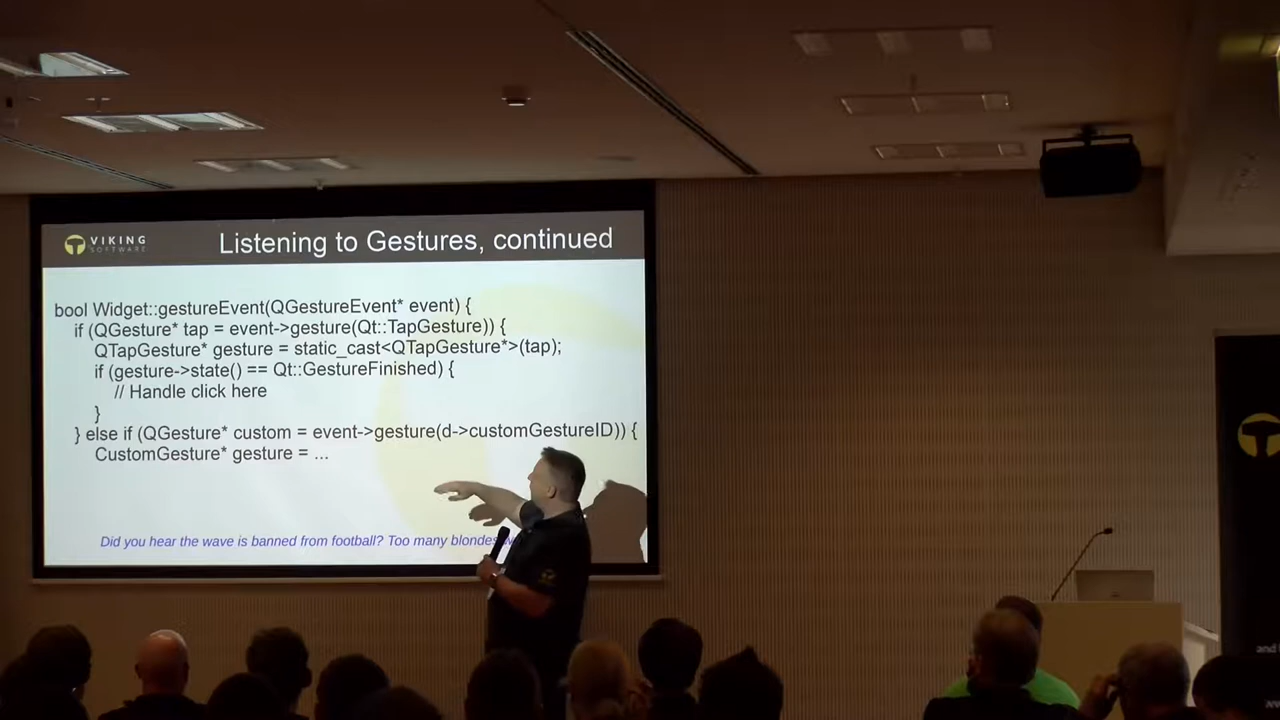 VIKING
SOFTWARE
Listening to Gestures, continued
bool Widget::gestureEvent(QGestureEvent* event) {
if (QGesture* tap = event->gesture(Qt::TapGesture)) {
QTapGesture* gesture = static_cast<QTapGesture*>(tap);
if (gesture->state() == Qt::GestureFinished) {
// Handle click here
}
} else if (QGesture* custom = event->gesture(d->customGestureID)) {
CustomGesture* gesture = ...
Did you hear the wave is banned from football? Too many blondes
and